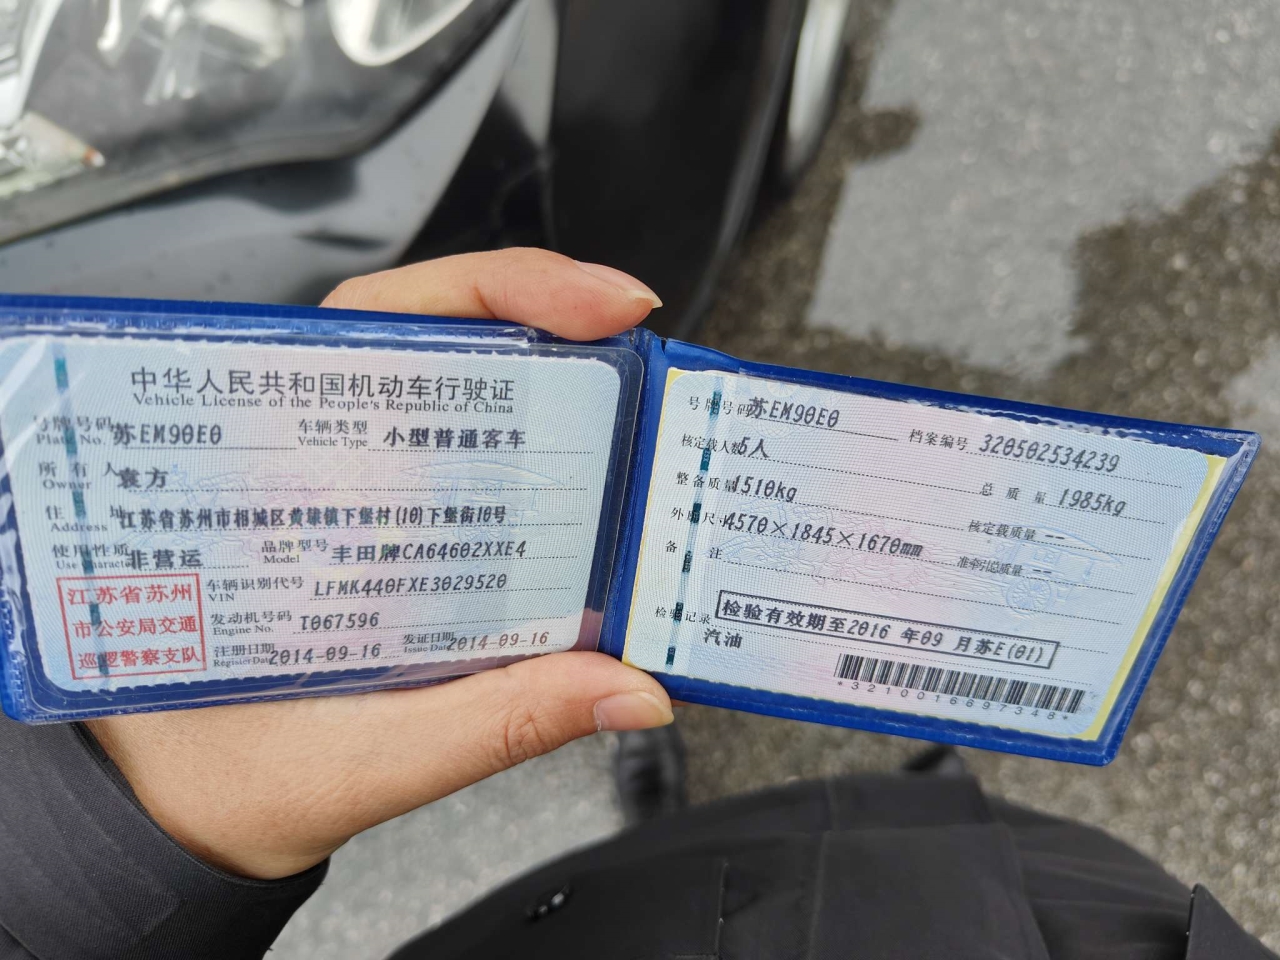 中华人民共和国机动车行驶证
Vehicle License of the People's Republic of China
号牌号码 苏EM90E0 车辆类型 小型普通客车
Plate No. Vehicle Type
所有人 袁方
Owner
住址 江苏省苏州市相城区黄埭镇下堡村(10)下堡街10号
Address
使用性质 非营运 品牌型号 丰田牌CA64602XXE4
Use Character Model
江苏省苏州
市公安局交通
巡逻警察支队
车辆识别代号 LFMK440FXE3029520
VIN
发动机号码 T067596
Engine No.
注册日期 2014-09-16 发证日期 2014-09-16
Register Date Issue Date
号牌号码 苏EM90E0 档案编号 320502534239
核定载人数 5人 总质量 1985kg
整备质量 1510kg 核定载质量 --
外廓尺寸 4570×1845×1670mm 准牵引总质量 --
备注
检验记录 检验有效期至2016 年09 月苏E(01)
汽油
*3210016697348*